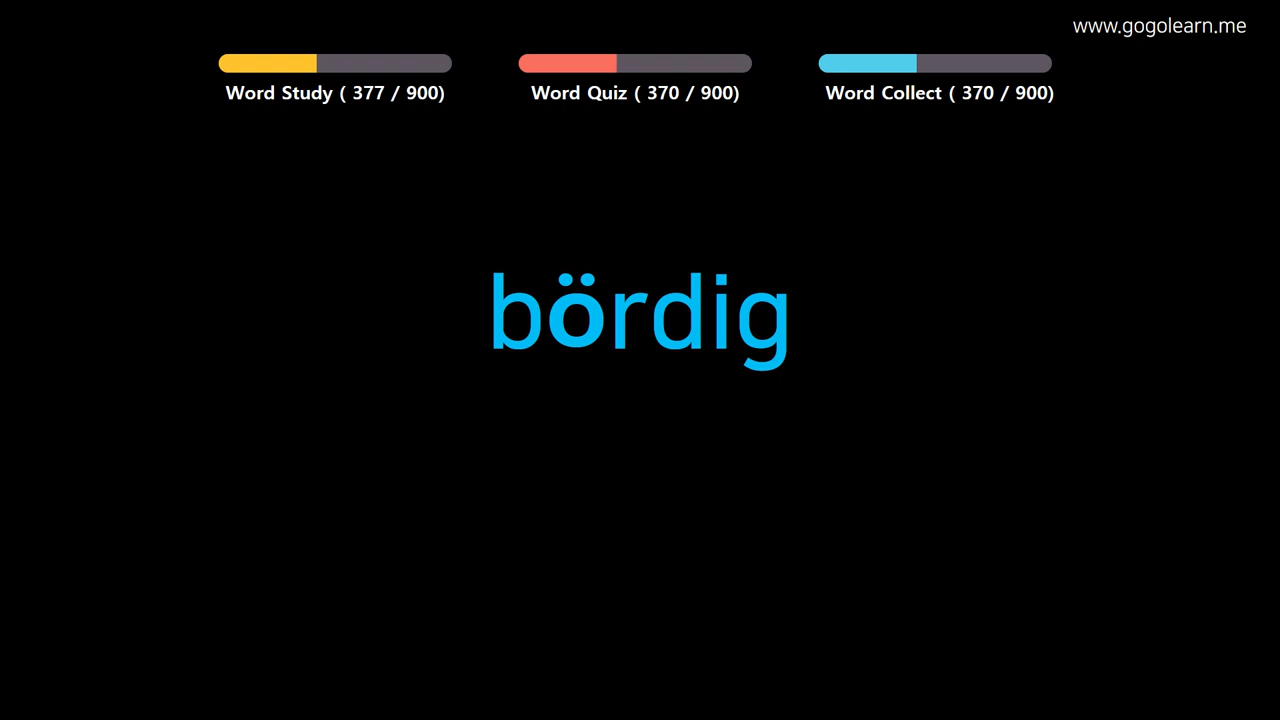 www.gogolearn.me
Word Study ( 377 / 900)
Word Quiz ( 370 / 900)
Word Collect ( 370 / 900)
bördig